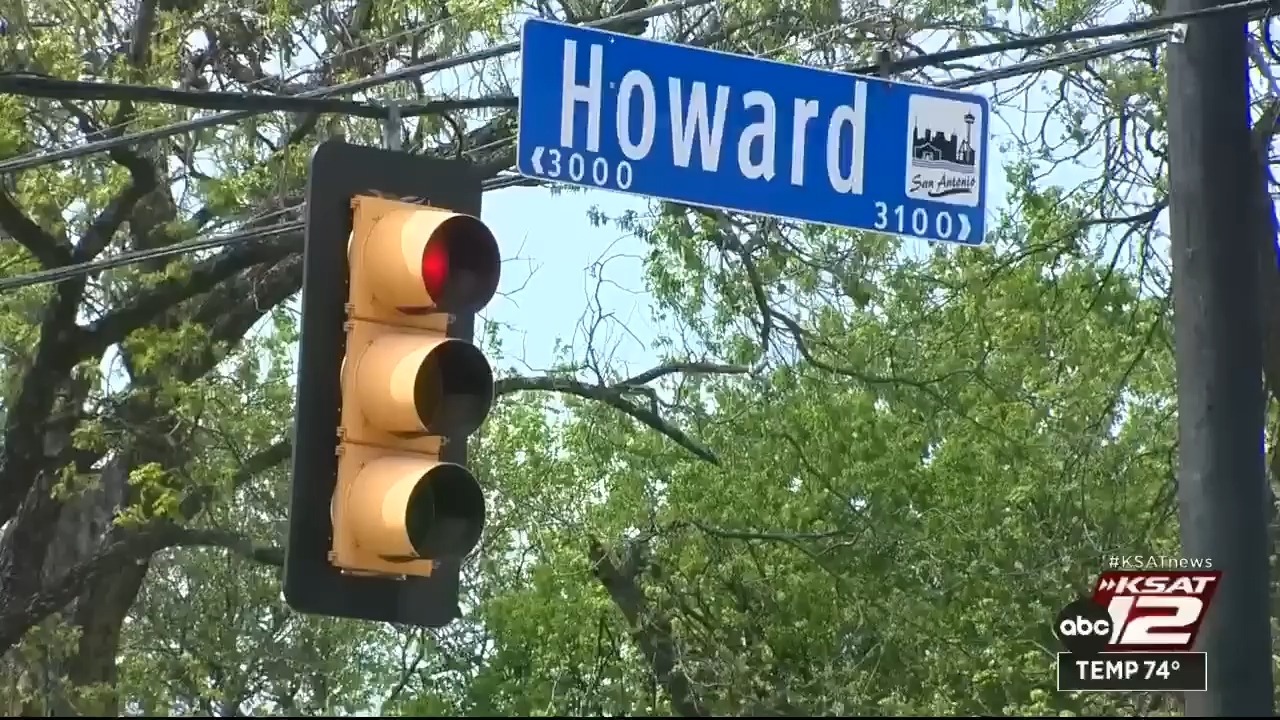 Howard
‹3000
San Antonio
3100›
#KSATnews
»KSAT
abc 12
TEMP 74°